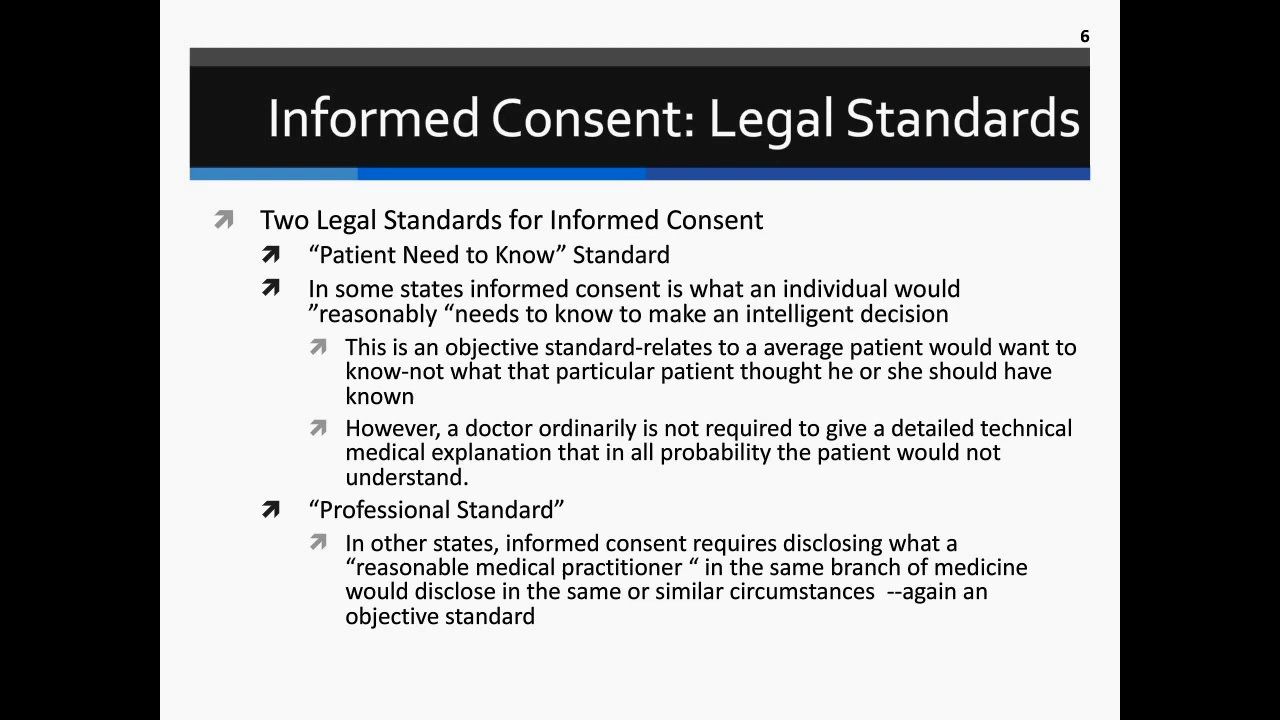 6
Informed Consent: Legal Standards
Two Legal Standards for Informed Consent
“Patient Need to Know” Standard
In some states informed consent is what an individual would
”reasonably “needs to know to make an intelligent decision
This is an objective standard-relates to a average patient would want to
know-not what that particular patient thought he or she should have
known
However, a doctor ordinarily is not required to give a detailed technical
medical explanation that in all probability the patient would not
understand.
“Professional Standard”
In other states, informed consent requires disclosing what a
“reasonable medical practitioner “ in the same branch of medicine
would disclose in the same or similar circumstances  --again an
objective standard